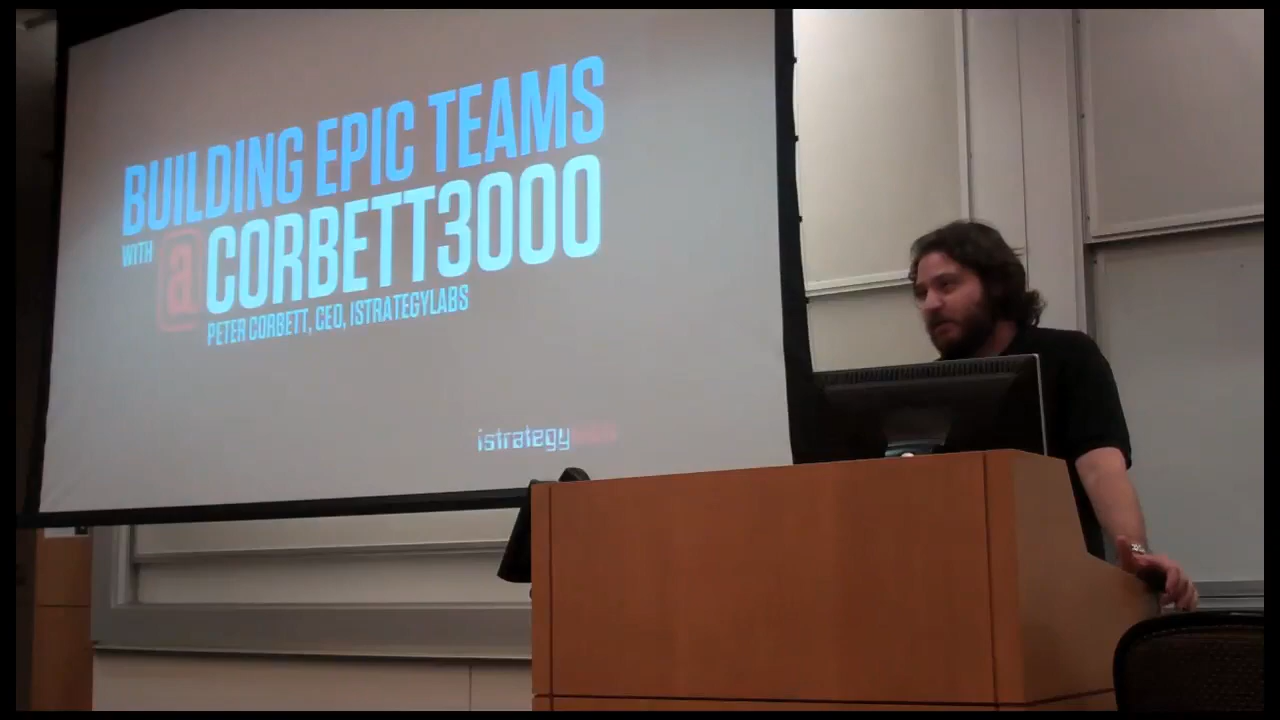 BUILDING EPIC TEAMS
WITH @CORBETT3000
PETER CORBETT, CEO, ISTRATEGYLABS
istrategy